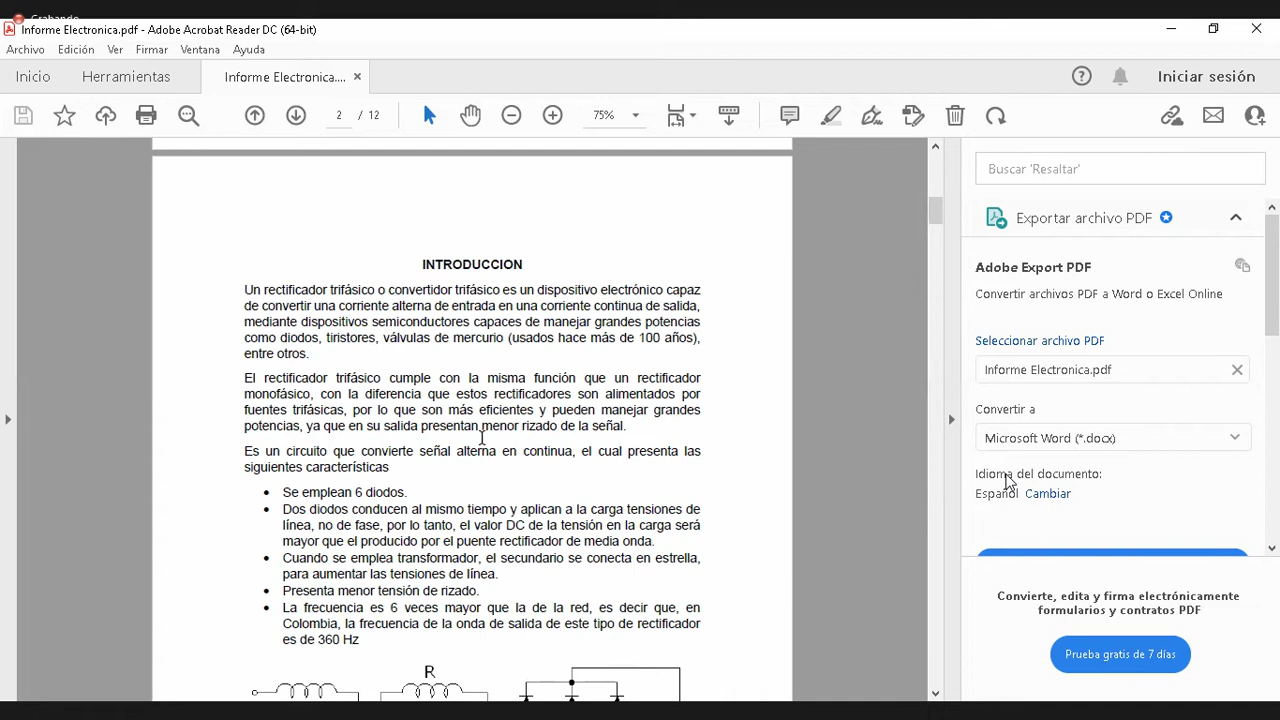 Grabando
Informe Electronica.pdf - Adobe Acrobat Reader DC (64-bit)
Archivo Edición Ver Firmar Ventana Ayuda
Inicio Herramientas Informe Electronica.... × Iniciar sesión
2 / 12 75%
INTRODUCCION
Un rectificador trifásico o convertidor trifásico es un dispositivo electrónico capaz
de convertir una corriente alterna de entrada en una corriente continua de salida,
mediante dispositivos semiconductores capaces de manejar grandes potencias
como diodos, tiristores, válvulas de mercurio (usados hace más de 100 años),
entre otros.
El rectificador trifásico cumple con la misma función que un rectificador
monofásico, con la diferencia que estos rectificadores son alimentados por
fuentes trifásicas, por lo que son más eficientes y pueden manejar grandes
potencias, ya que en su salida presentan menor rizado de la señal.
Es un circuito que convierte señal alterna en continua, el cual presenta las
siguientes características
• Se emplean 6 diodos.
• Dos diodos conducen al mismo tiempo y aplican a la carga tensiones de
línea, no de fase, por lo tanto, el valor DC de la tensión en la carga será
mayor que el producido por el puente rectificador de media onda.
• Cuando se emplea transformador, el secundario se conecta en estrella,
para aumentar las tensiones de línea.
• Presenta menor tensión de rizado.
• La frecuencia es 6 veces mayor que la de la red, es decir que, en
Colombia, la frecuencia de la onda de salida de este tipo de rectificador
es de 360 Hz
R
Buscar 'Resaltar'
Exportar archivo PDF
Adobe Export PDF
Convertir archivos PDF a Word o Excel Online
Seleccionar archivo PDF
Informe Electronica.pdf
Convertir a
Microsoft Word (*.docx)
Idioma del documento:
Español Cambiar
Convierte, edita y firma electrónicamente
formularios y contratos PDF
Prueba gratis de 7 días